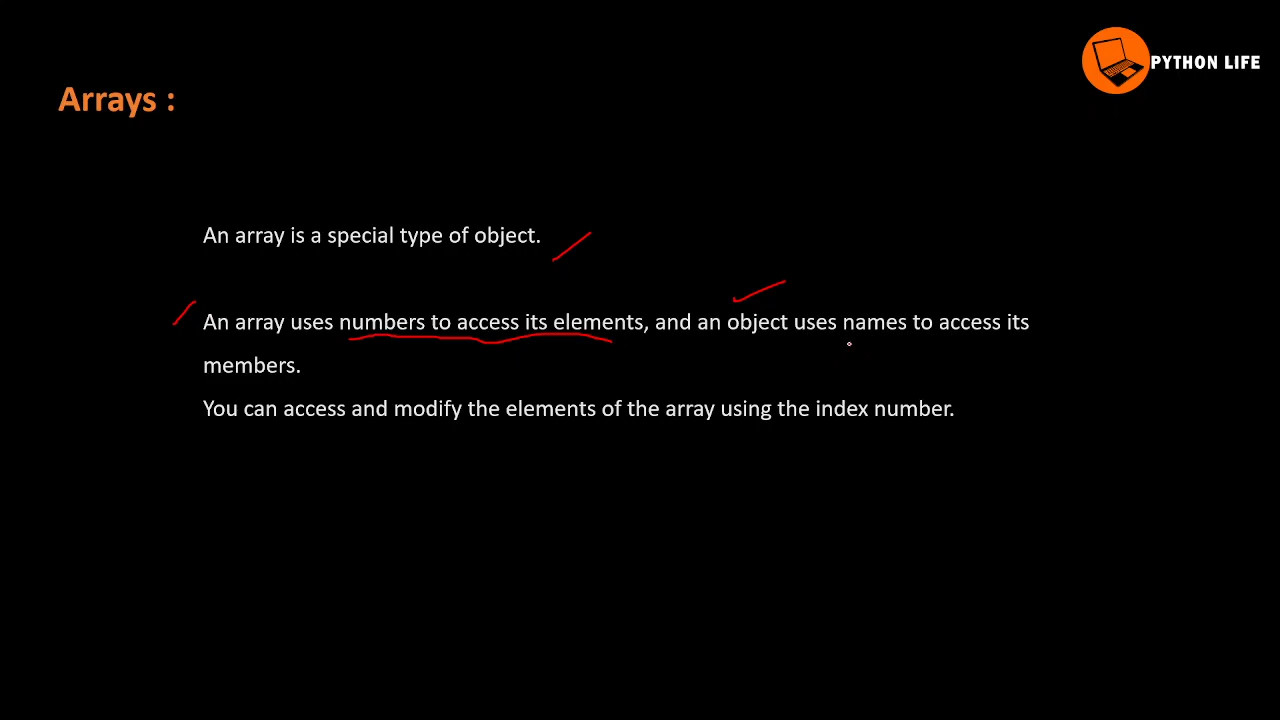 PYTHON LIFE
Arrays :
An array is a special type of object.
An array uses numbers to access its elements, and an object uses names to access its
members.
You can access and modify the elements of the array using the index number.